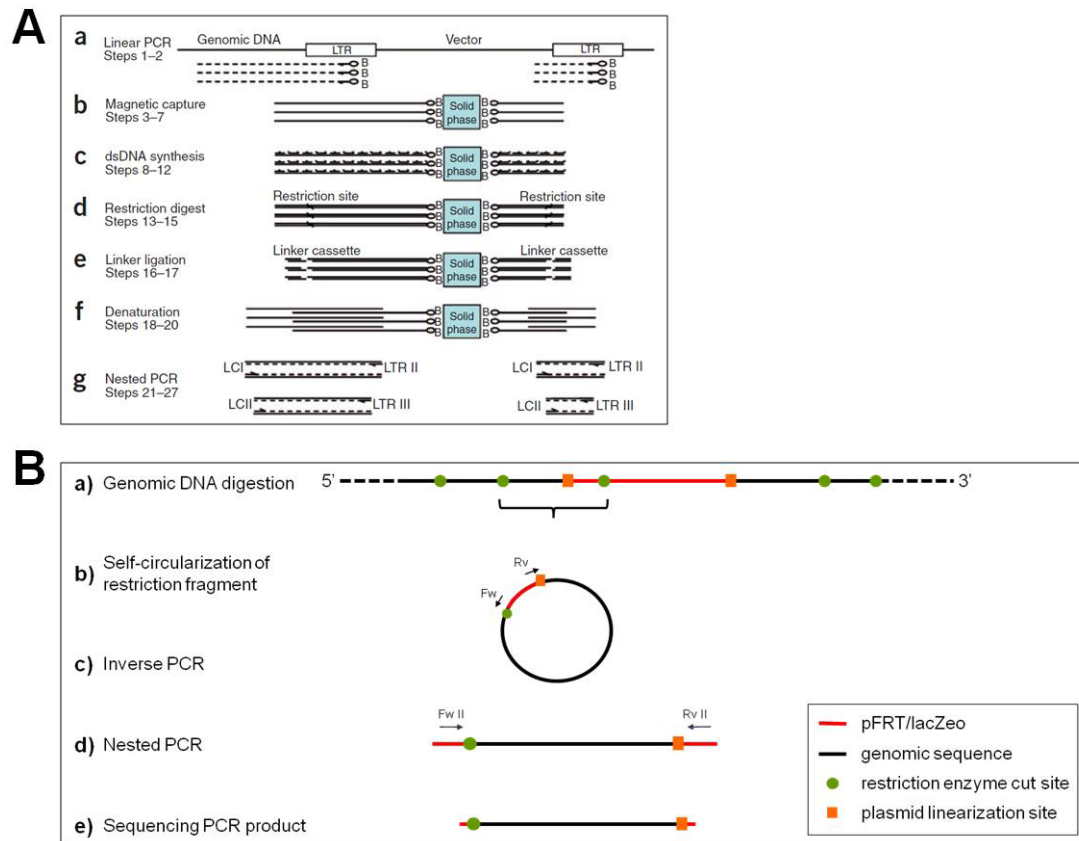 A
a Linear PCR Steps 1–2
Genomic DNA LTR Vector LTR
B B
B B
B B
b Magnetic capture Steps 3–7
B Solid phase B
B B
B B
c dsDNA synthesis Steps 8–12
B Solid phase B
B B
B B
d Restriction digest Steps 13–15
Restriction site Restriction site
B Solid phase B
B B
B B
e Linker ligation Steps 16–17
Linker cassette Linker cassette
B Solid phase B
B B
B B
f Denaturation Steps 18–20
B Solid phase B
B B
B B
g Nested PCR Steps 21–27
LCI LTR II LCI LTR II
LCII LTR III LCII LTR III
B
a) Genomic DNA digestion 5' 3'
b) Self-circularization of restriction fragment
Rv
Fw
c) Inverse PCR
d) Nested PCR
Fw II Rv II
e) Sequencing PCR product
pFRT/lacZeo
genomic sequence
restriction enzyme cut site
plasmid linearization site